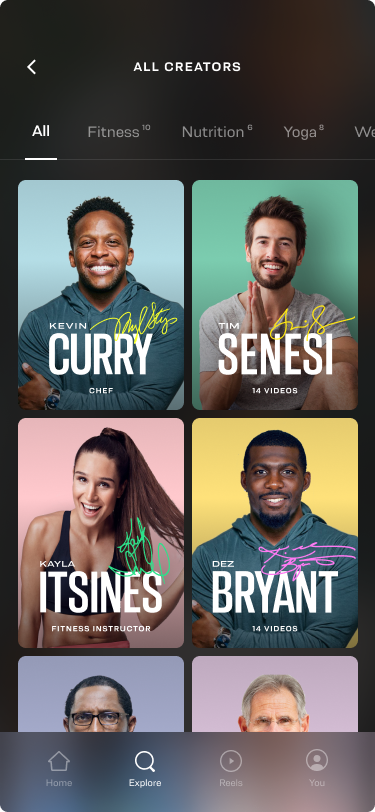 ALL CREATORS
All Fitness 10 Nutrition 6 Yoga 8 We
KEVIN
CURRY
CHEF
TIM
SENESI
14 VIDEOS
KAYLA
ITSINES
FITNESS INSTRUCTOR
DEZ
BRYANT
14 VIDEOS
Home Explore Reels You